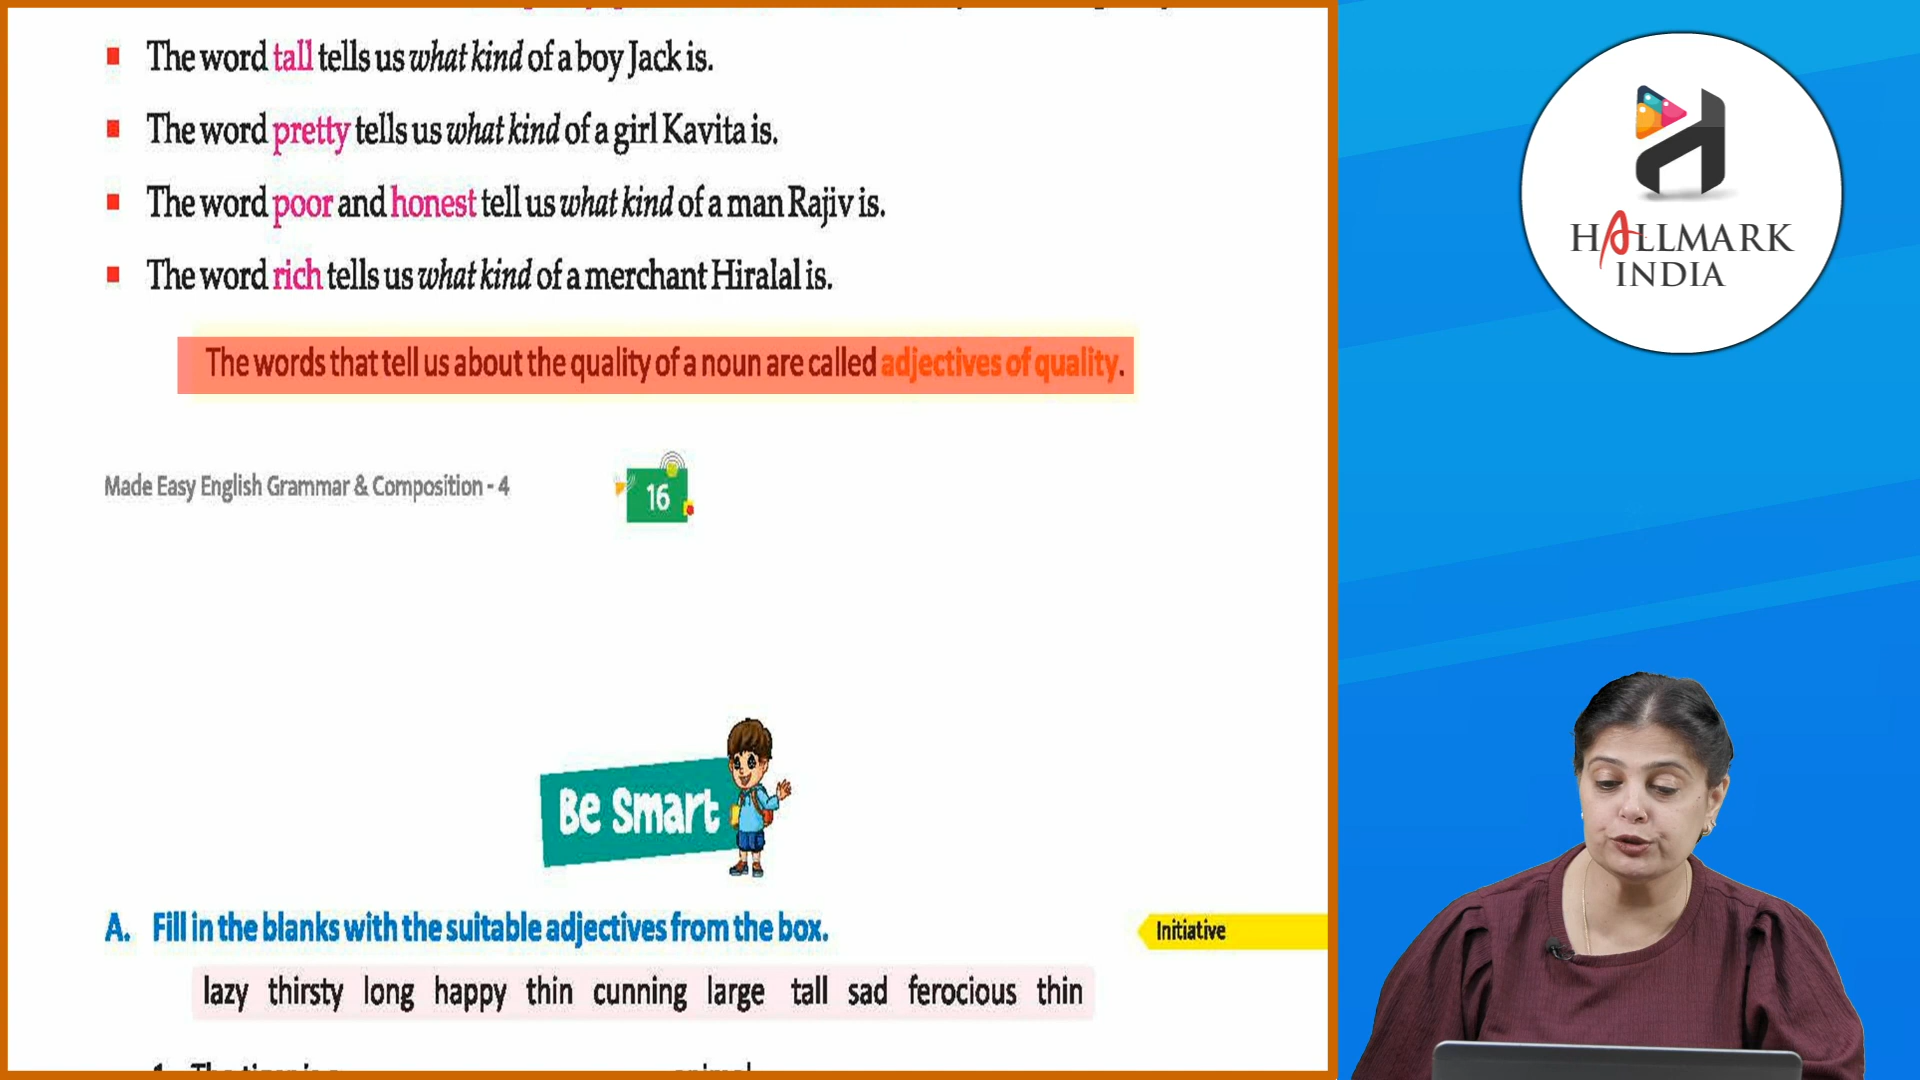 The word tall tells us what kind of a boy Jack is.
The word pretty tells us what kind of a girl Kavita is.
The word poor and honest tell us what kind of a man Rajiv is.
The word rich tells us what kind of a merchant Hiralal is.
The words that tell us about the quality of a noun are called adjectives of quality.
Made Easy English Grammar & Composition - 4
16
Be Smart
A. Fill in the blanks with the suitable adjectives from the box.
Initiative
lazy thirsty long happy thin cunning large tall sad ferocious thin
HALLMARK
INDIA